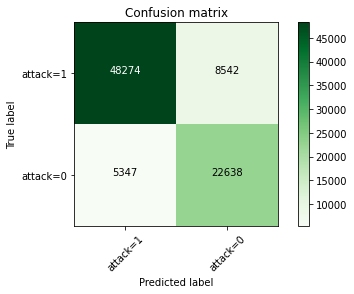 Confusion matrix
True label
attack=1
48274
8542
attack=0
5347
22638
attack=1
attack=0
Predicted label
45000
40000
35000
30000
25000
20000
15000
10000